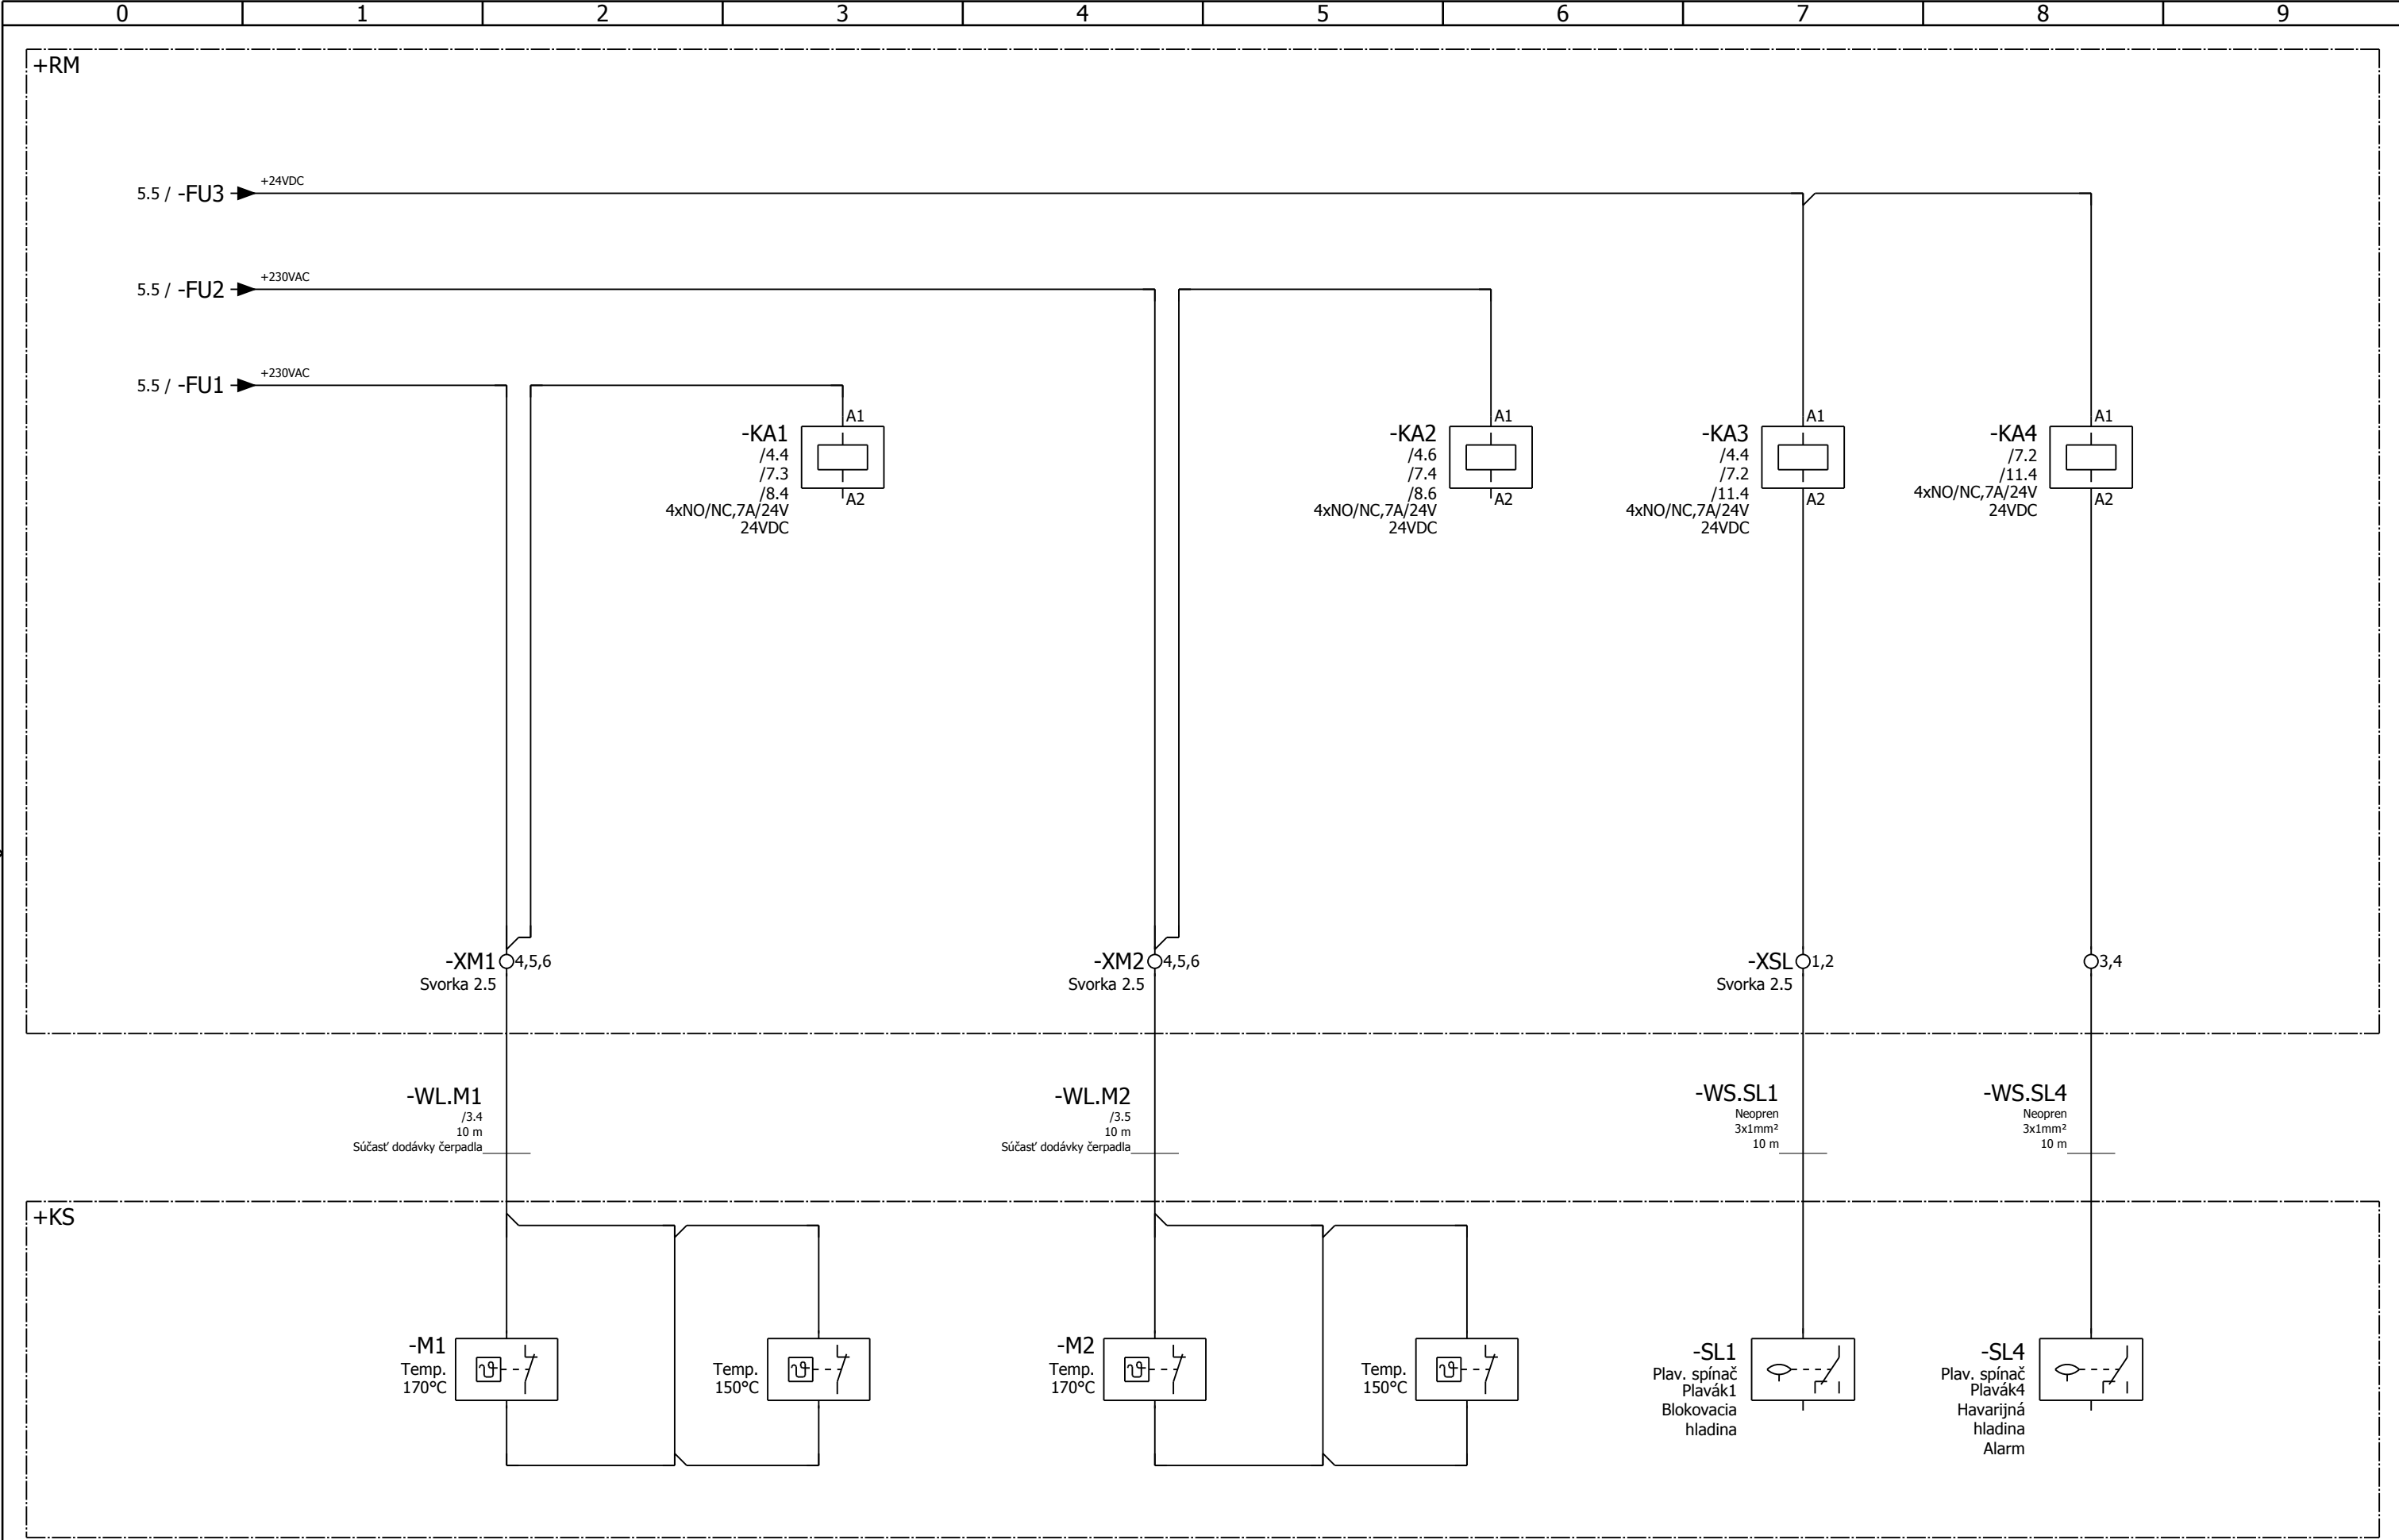 0 1 2 3 4 5 6 7 8 9
+RM
5.5 / -FU3 +24VDC
5.5 / -FU2 +230VAC
5.5 / -FU1 +230VAC
-KA1
/4.4
/7.3
/8.4
4xNO/NC,7A/24V
24VDC
A1
A2
-KA2
/4.6
/7.4
/8.6
4xNO/NC,7A/24V
24VDC
A1
A2
-KA3
/4.4
/7.2
/11.4
4xNO/NC,7A/24V
24VDC
A1
A2
-KA4
/7.2
/11.4
4xNO/NC,7A/24V
24VDC
A1
A2
-XM1 4,5,6
Svorka 2.5
-XM2 4,5,6
Svorka 2.5
-XSL 1,2
Svorka 2.5
3,4
-WL.M1
/3.4
10 m
Súčasť dodávky čerpadla
-WL.M2
/3.5
10 m
Súčasť dodávky čerpadla
-WS.SL1
Neopren
3x1mm²
10 m
-WS.SL4
Neopren
3x1mm²
10 m
+KS
-M1
Temp.
170°C
Temp.
150°C
-M2
Temp.
170°C
Temp.
150°C
-SL1
Plav. spínač
Plavák1
Blokovacia
hladina
-SL4
Plav. spínač
Plavák4
Havarijná
hladina
Alarm